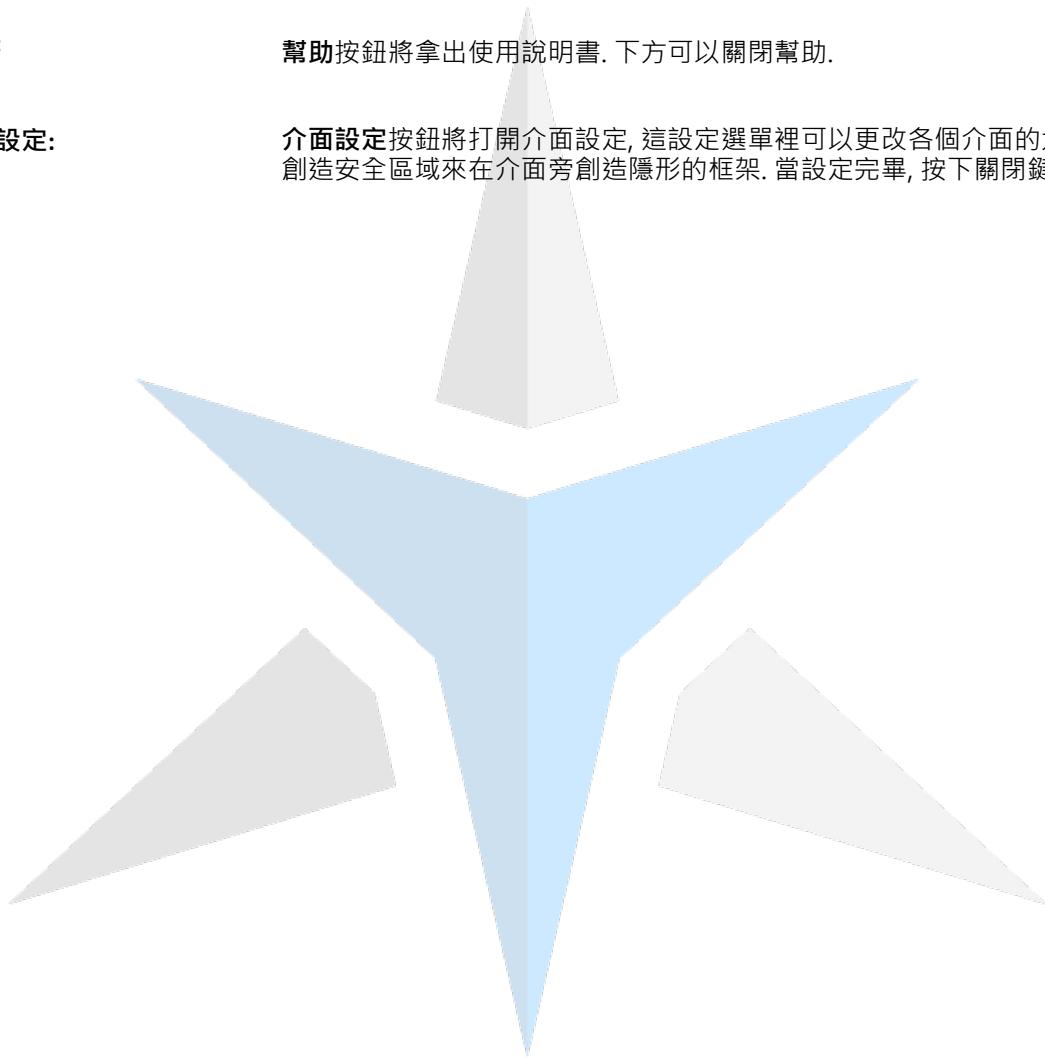 幫助按鈕將拿出使用說明書. 下方可以關閉幫助.
設定:
介面設定按鈕將打開介面設定, 這設定選單裡可以更改各個介面的
創造安全區域來在介面旁創造隱形的框架. 當設定完畢, 按下關閉鍵